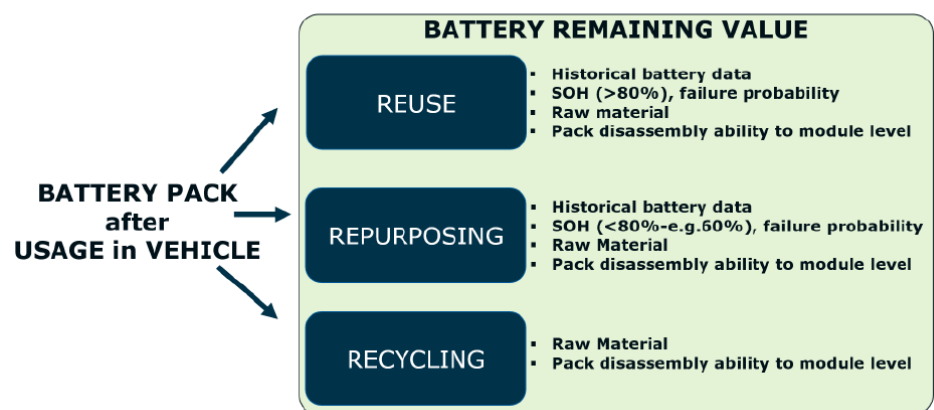 BATTERY REMAINING VALUE
REUSE
▪ Historical battery data
▪ SOH (>80%), failure probability
▪ Raw material
▪ Pack disassembly ability to module level
BATTERY PACK
after
USAGE in VEHICLE
REPURPOSING
▪ Historical battery data
▪ SOH (<80%-e.g.60%), failure probability
▪ Raw Material
▪ Pack disassembly ability to module level
RECYCLING
▪ Raw Material
▪ Pack disassembly ability to module level